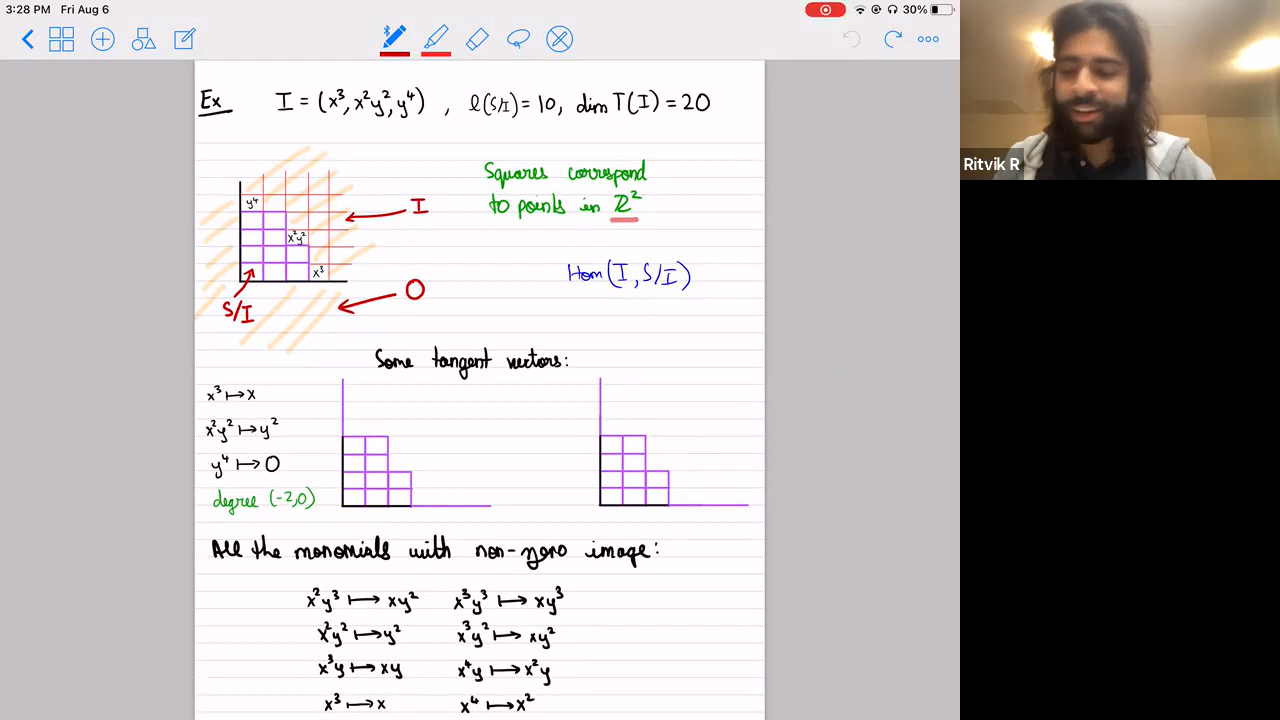 3:28 PM Fri Aug 6
30%
Ex I = (x³, x²y², y⁴) , l(S/I) = 10, dim T(I) = 20
Squares correspond
to points in ℤ²
y⁴
x²y²
x³
I
S/I
O
Hom(I, S/I)
Some tangent vectors:
x³ ↦ x
x²y² ↦ y²
y⁴ ↦ 0
degree (-2,0)
All the monomials with non-zero image:
x²y³ ⟼ xy² x³y³ ⟼ xy³
x²y² ⟼ y² x³y² ⟼ xy²
x³y ⟼ xy x⁴y ⟼ x²y
x³ ⟼ x x⁴ ⟼ x²
Ritvik R